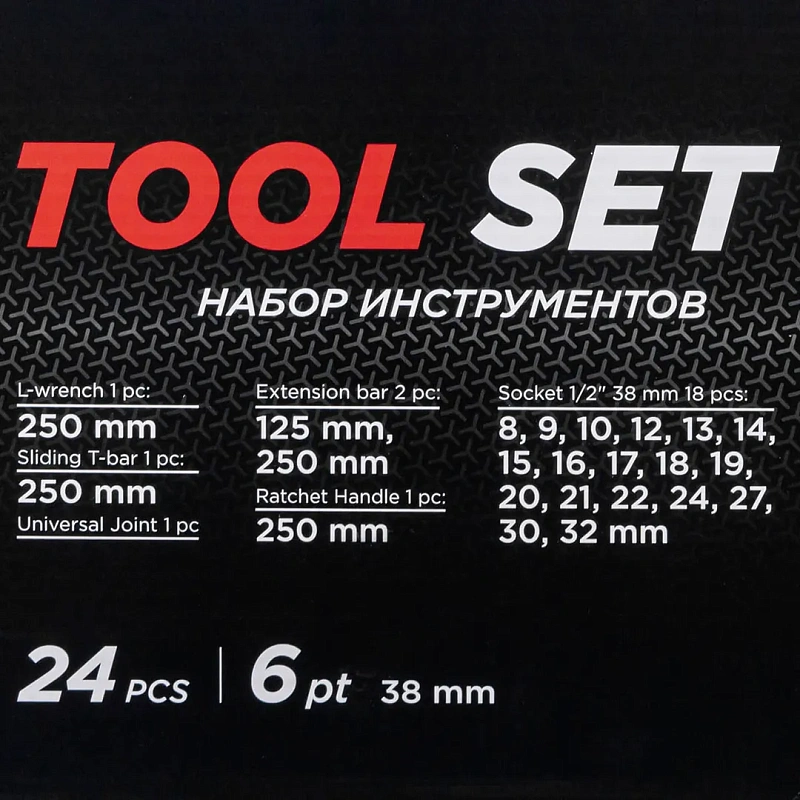 TOOL SET
НАБОР ИНСТРУМЕНТОВ
L-wrench 1 pc:
250 mm
Sliding T-bar 1 pc:
250 mm
Universal Joint 1 pc
Extension bar 2 pc:
125 mm,
250 mm
Ratchet Handle 1 pc:
250 mm
Socket 1/2" 38 mm 18 pcs:
8, 9, 10, 12, 13, 14,
15, 16, 17, 18, 19,
20, 21, 22, 24, 27,
30, 32 mm
24 PCS | 6 pt 38 mm